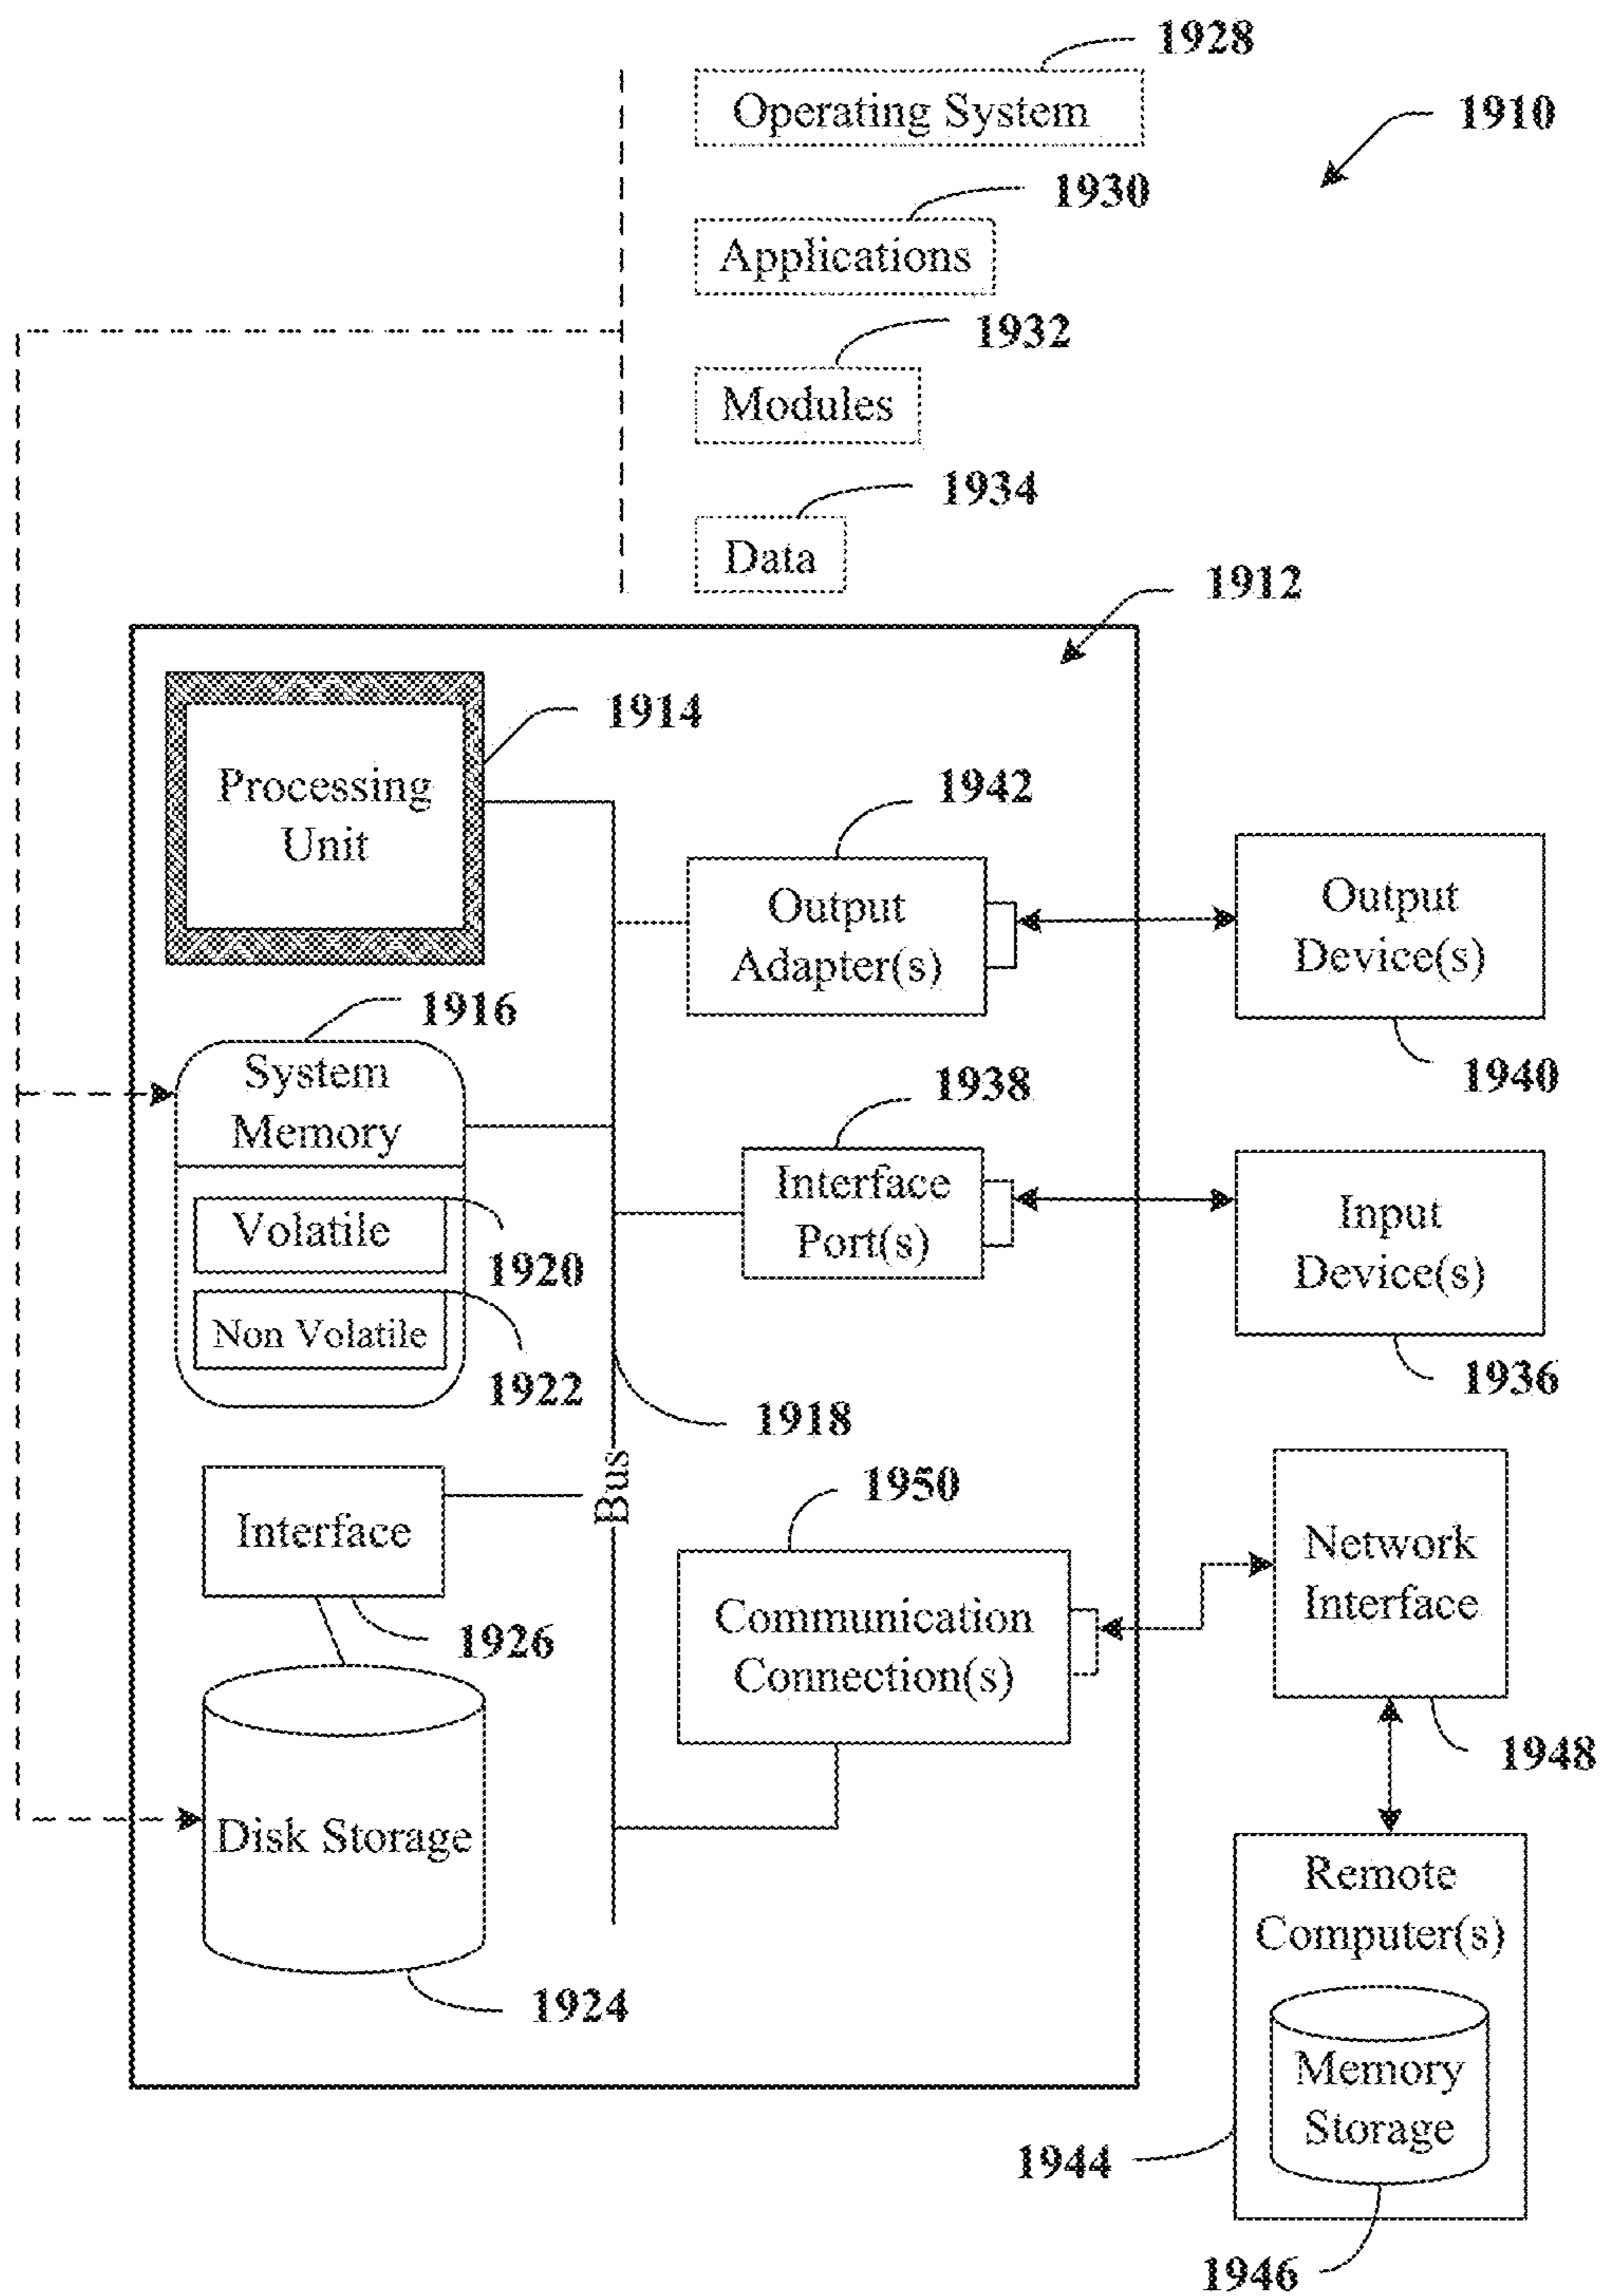 1928
Operating System
1910
1930
Applications
1932
Modules
1934
Data
1912
1914
Processing
Unit
1942
Output
Adapter(s)
Output
Device(s)
1940
1916
System
Memory
1938
Interface
Port(s)
Input
Device(s)
1936
Volatile
1920
Non Volatile
1922
1918
Bus
1950
Interface
1926
Communication
Connection(s)
Network
Interface
1948
Disk Storage
1924
Remote
Computer(s)
Memory
Storage
1944
1946